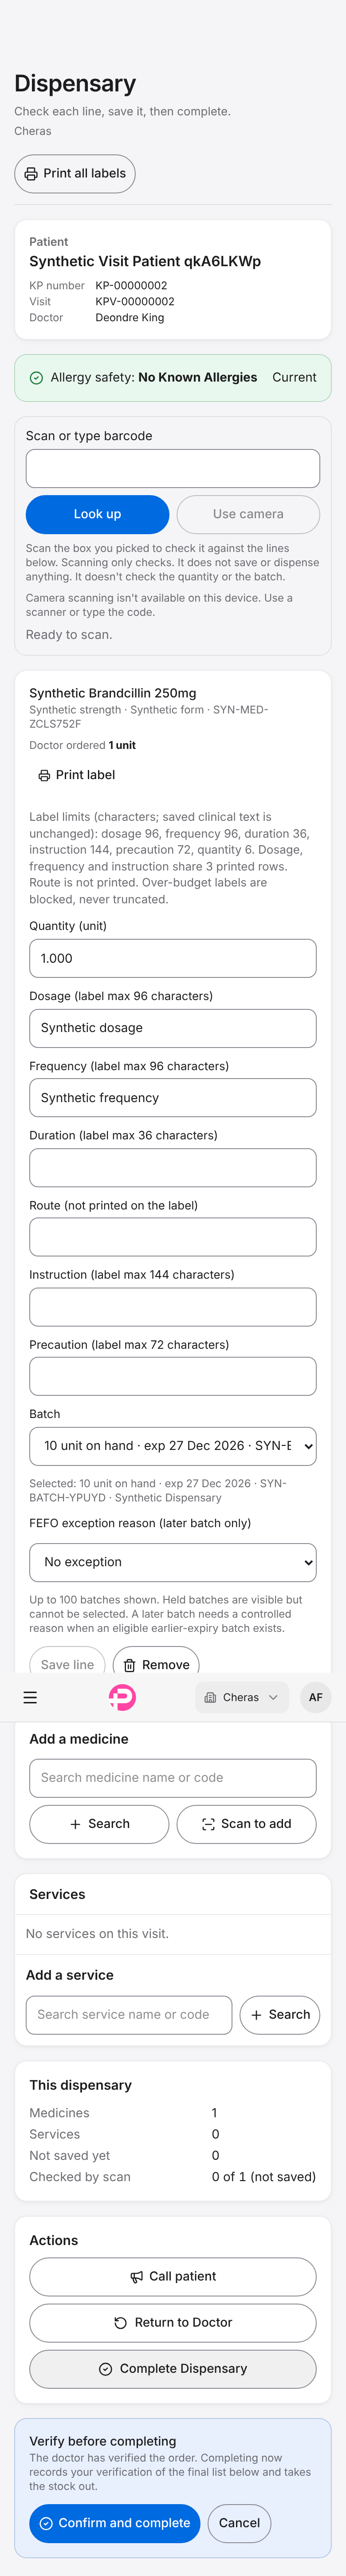 Dispensary
Check each line, save it, then complete.
Cheras
Print all labels
Patient
Synthetic Visit Patient qkA6LKWp
KP number KP-00000002
Visit KPV-00000002
Doctor Deondre King
Allergy safety: No Known Allergies Current
Scan or type barcode
Look up Use camera
Scan the box you picked to check it against the lines
below. Scanning only checks. It does not save or dispense
anything. It doesn't check the quantity or the batch.
Camera scanning isn't available on this device. Use a
scanner or type the code.
Ready to scan.
Synthetic Brandcillin 250mg
Synthetic strength · Synthetic form · SYN-MED-
ZCLS752F
Doctor ordered 1 unit
Print label
Label limits (characters; saved clinical text is
unchanged): dosage 96, frequency 96, duration 36,
instruction 144, precaution 72, quantity 6. Dosage,
frequency and instruction share 3 printed rows.
Route is not printed. Over-budget labels are
blocked, never truncated.
Quantity (unit)
1.000
Dosage (label max 96 characters)
Synthetic dosage
Frequency (label max 96 characters)
Synthetic frequency
Duration (label max 36 characters)
Route (not printed on the label)
Instruction (label max 144 characters)
Precaution (label max 72 characters)
Batch
10 unit on hand · exp 27 Dec 2026 · SYN-E
Selected: 10 unit on hand · exp 27 Dec 2026 · SYN-
BATCH-YPUYD · Synthetic Dispensary
FEFO exception reason (later batch only)
No exception
Up to 100 batches shown. Held batches are visible but
cannot be selected. A later batch needs a controlled
reason when an eligible earlier-expiry batch exists.
Save line Remove
Cheras AF
Add a medicine
Search medicine name or code
Search Scan to add
Services
No services on this visit.
Add a service
Search service name or code Search
This dispensary
Medicines 1
Services 0
Not saved yet 0
Checked by scan 0 of 1 (not saved)
Actions
Call patient
Return to Doctor
Complete Dispensary
Verify before completing
The doctor has verified the order. Completing now
records your verification of the final list below and takes
the stock out.
Confirm and complete Cancel